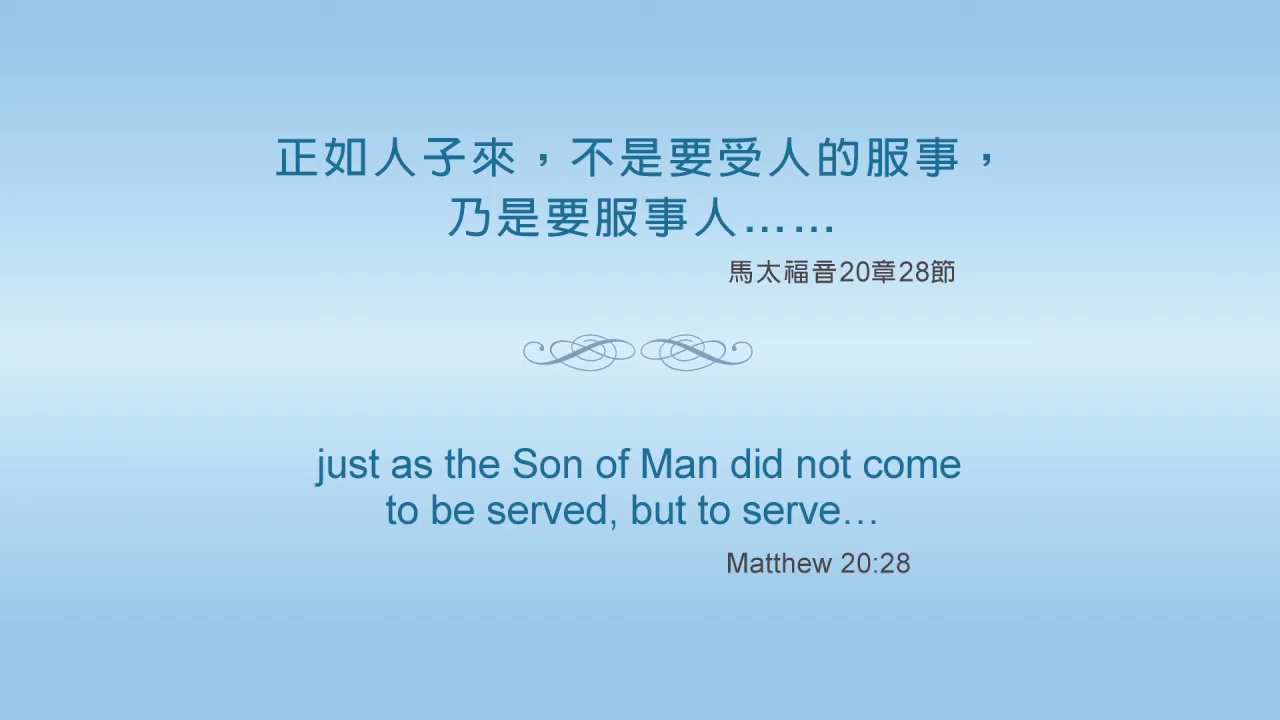 正如人子來，不是要受人的服事，
乃是要服事人……
馬太福音20章28節
just as the Son of Man did not come
to be served, but to serve…
Matthew 20:28